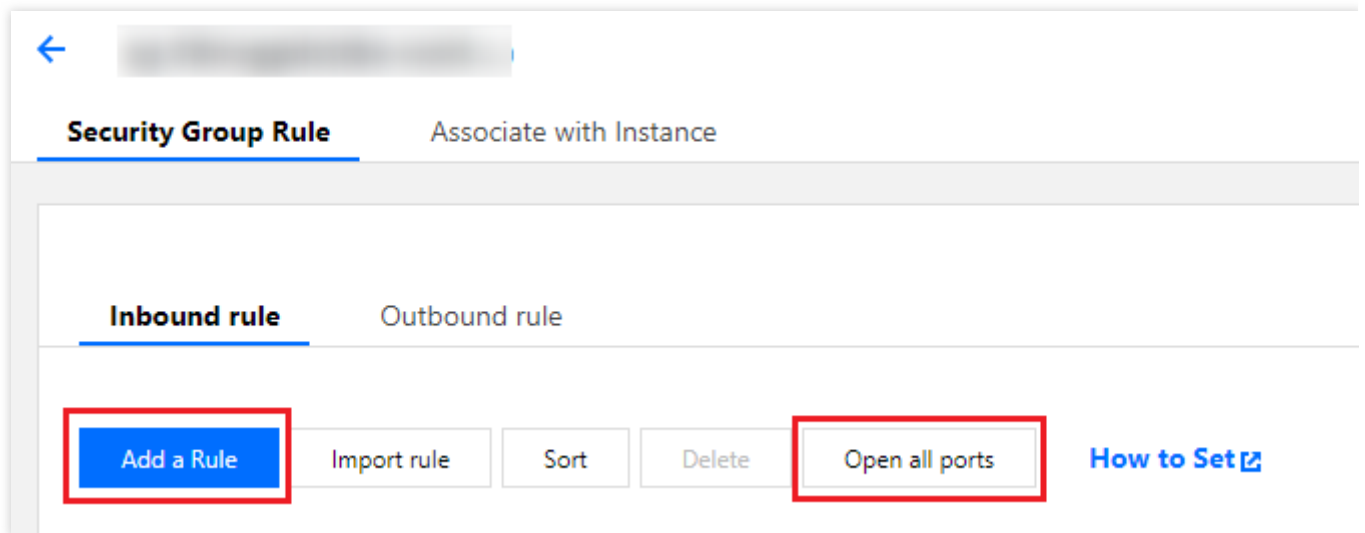 Security Group Rule Associate with Instance
Inbound rule Outbound rule
Add a Rule Import rule Sort Delete Open all ports How to Set